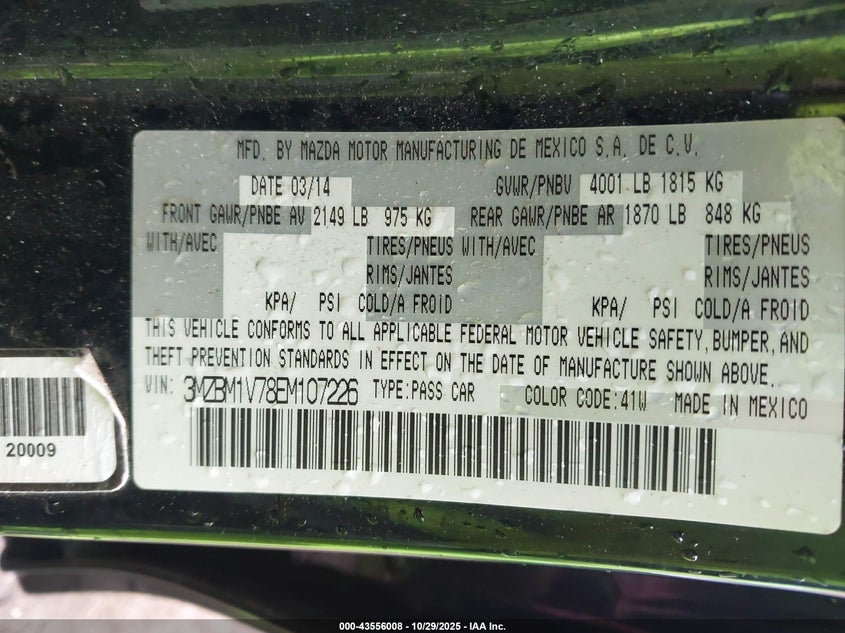 MFD. BY MAZDA MOTOR MANUFACTURING DE MEXICO S.A. DE C.V.
DATE 03/14 GVWR/PNBV 4001 LB 1815 KG
FRONT GAWR/PNBE AV 2149 LB 975 KG REAR GAWR/PNBE AR 1870 LB 848 KG
WITH/AVEC TIRES/PNEUS WITH/AVEC TIRES/PNEUS
RIMS/JANTES RIMS/JANTES
KPA/ PSI COLD/A FROID KPA/ PSI COLD/A FROID
THIS VEHICLE CONFORMS TO ALL APPLICABLE FEDERAL MOTOR VEHICLE SAFETY, BUMPER, AND
THEFT PREVENTION STANDARDS IN EFFECT ON THE DATE OF MANUFACTURE SHOWN ABOVE.
VIN: 3MZBM1V78EM107226 TYPE:PASS CAR COLOR CODE:41W MADE IN MEXICO
20009
000-43556008 - 10/29/2025 - IAA Inc.